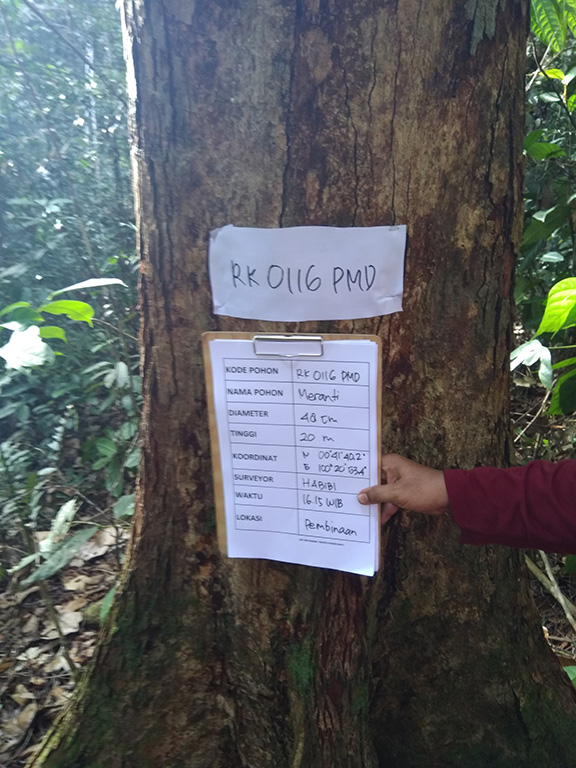 RK 0116 PMD
KODE POHON RK 0116 PMD
NAMA POHON Meranti
DIAMETER 48 cm
TINGGI 20 m
KOORDINAT N 00°41'40.2"
E 100°20'53.4"
SURVEYOR HABIBI
WAKTU 16.15 WIB
LOKASI Pembinaan